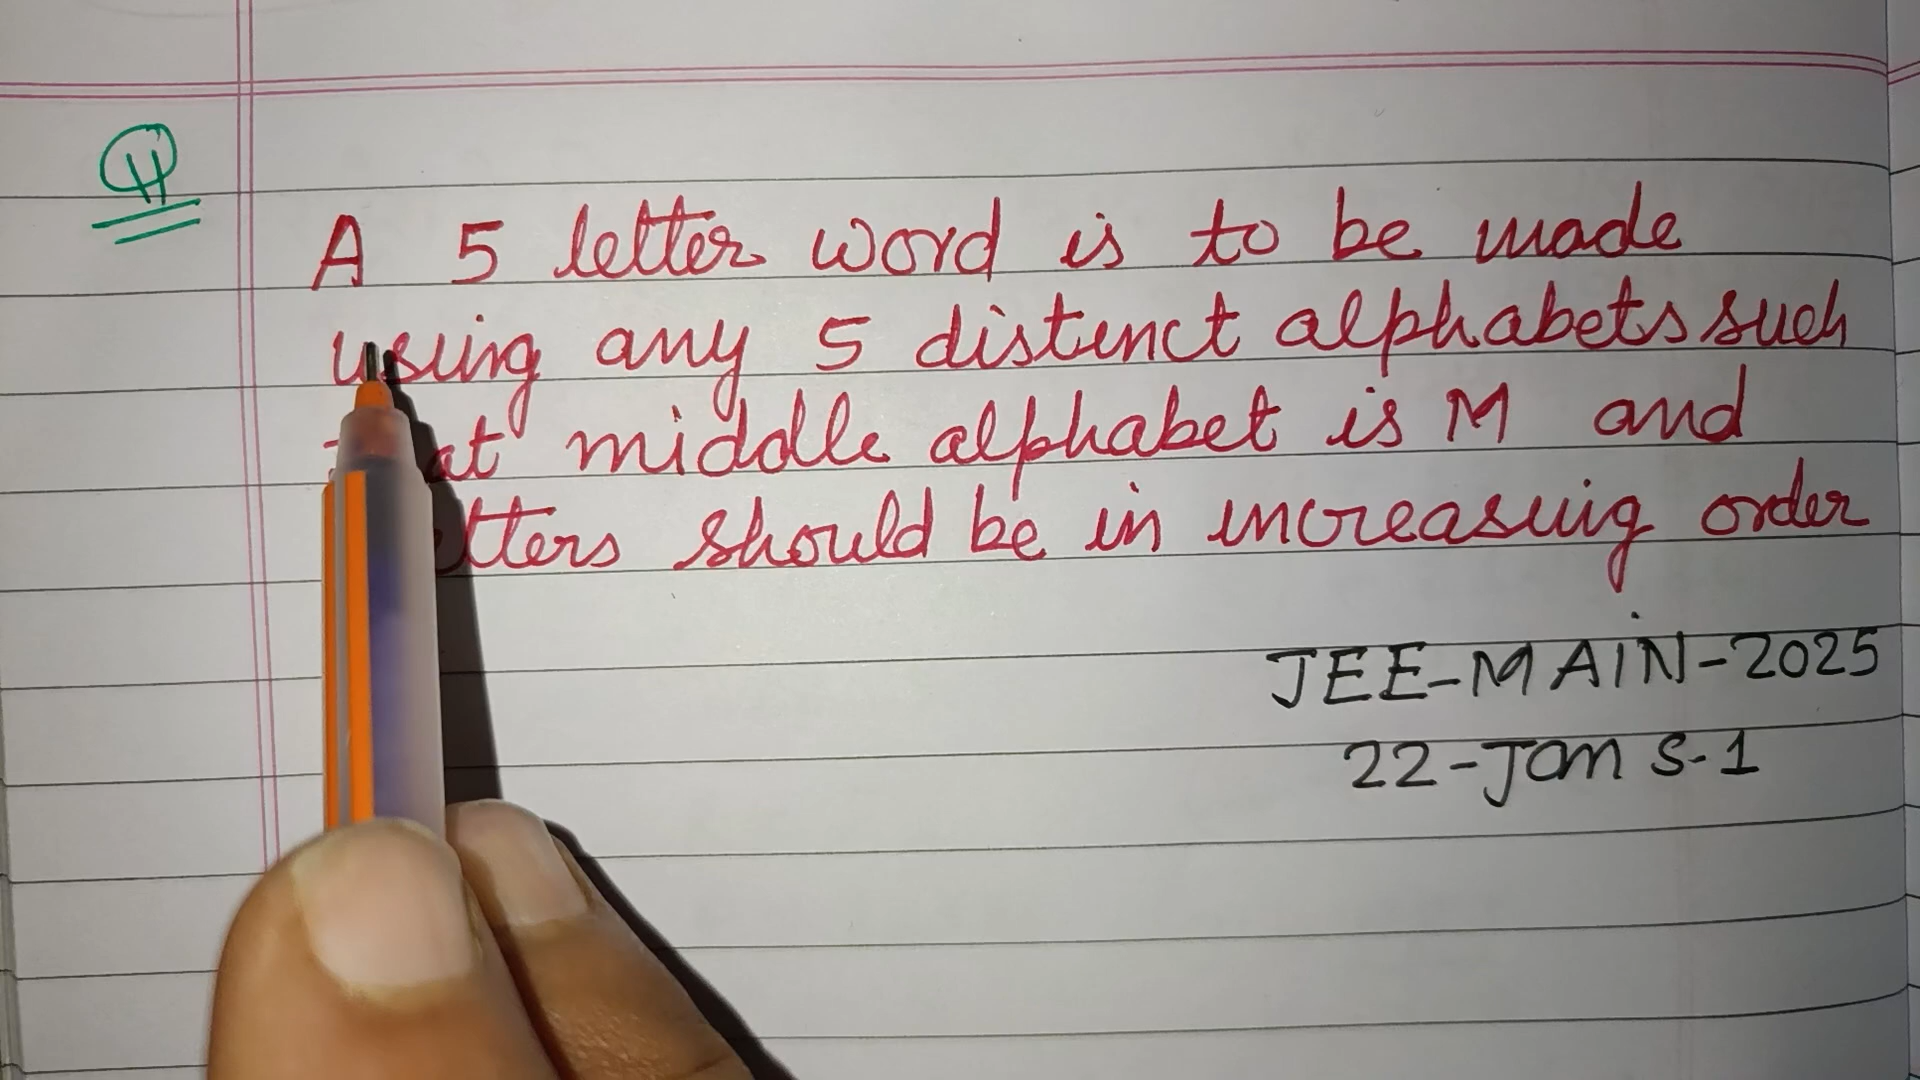 Q
A 5 letter word is to be made
using any 5 distinct alphabets such
at middle alphabet is M and
tters should be in increasing order
JEE-MAIN-2025
22-Jan S-1